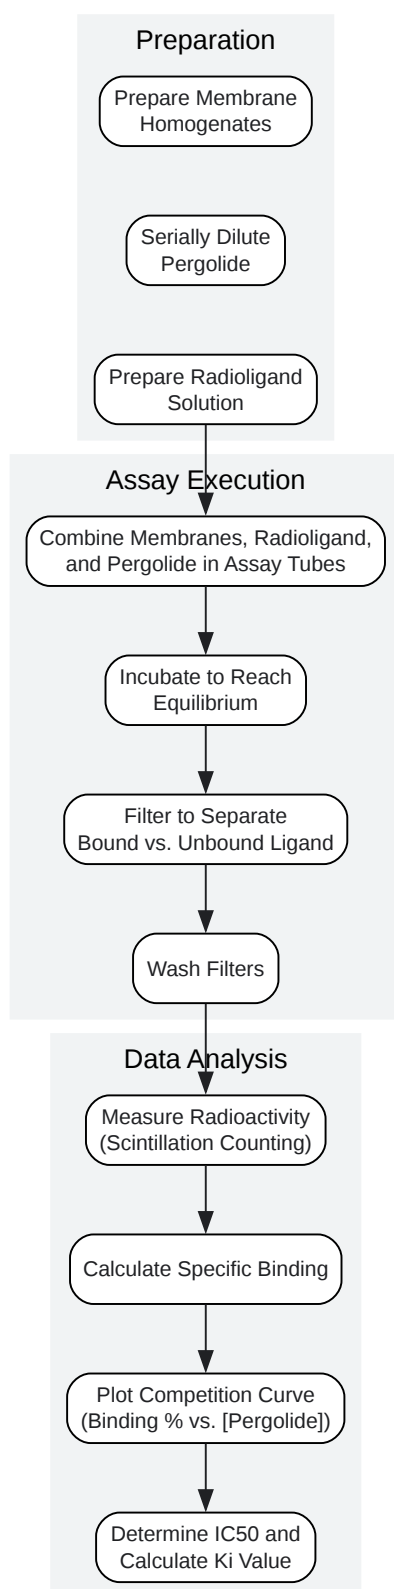 Preparation
Prepare Membrane
Homogenates
Serially Dilute
Pergolide
Prepare Radioligand
Solution
Assay Execution
Combine Membranes, Radioligand,
and Pergolide in Assay Tubes
Incubate to Reach
Equilibrium
Filter to Separate
Bound vs. Unbound Ligand
Wash Filters
Data Analysis
Measure Radioactivity
(Scintillation Counting)
Calculate Specific Binding
Plot Competition Curve
(Binding % vs. [Pergolide])
Determine IC50 and
Calculate Ki Value